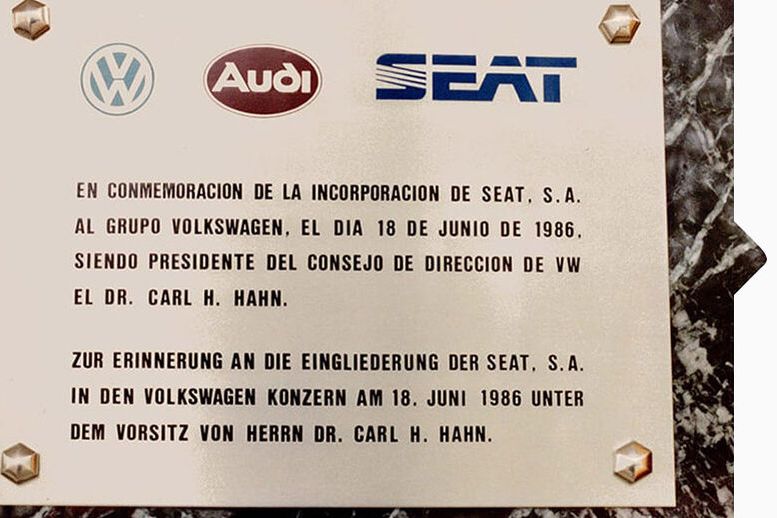 VW Audi SEAT
EN CONMEMORACION DE LA INCORPORACION DE SEAT, S.A.
AL GRUPO VOLKSWAGEN, EL DIA 18 DE JUNIO DE 1986,
SIENDO PRESIDENTE DEL CONSEJO DE DIRECCION DE VW
EL DR. CARL H. HAHN.
ZUR ERINNERUNG AN DIE EINGLIEDERUNG DER SEAT, S.A.
IN DEN VOLKSWAGEN KONZERN AM 18. JUNI 1986 UNTER
DEM VORSITZ VON HERRN DR. CARL H. HAHN.